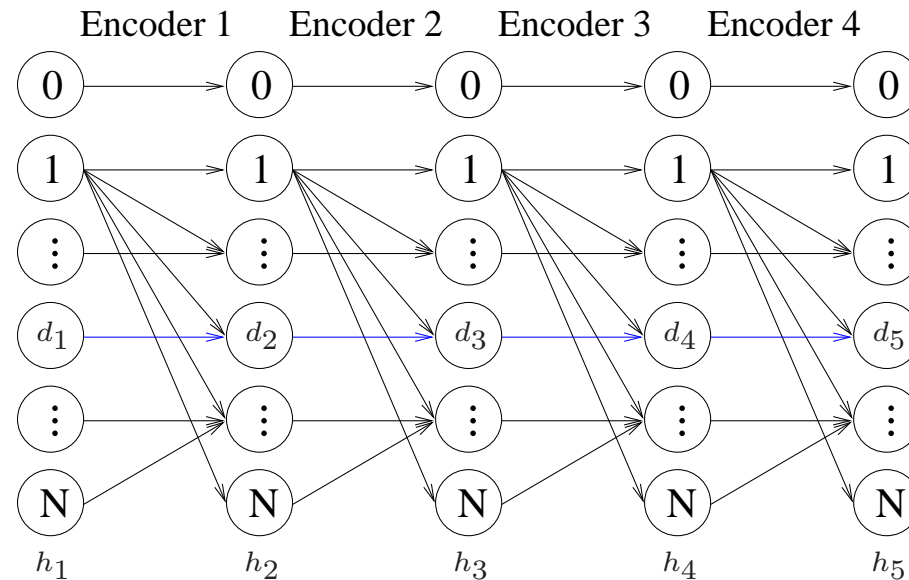 Encoder 1 Encoder 2 Encoder 3 Encoder 4
0 0 0 0 0
1 1 1 1 1
⋮ ⋮ ⋮ ⋮ ⋮
d₁ d₂ d₃ d₄ d₅
⋮ ⋮ ⋮ ⋮ ⋮
N N N N N
h₁ h₂ h₃ h₄ h₅